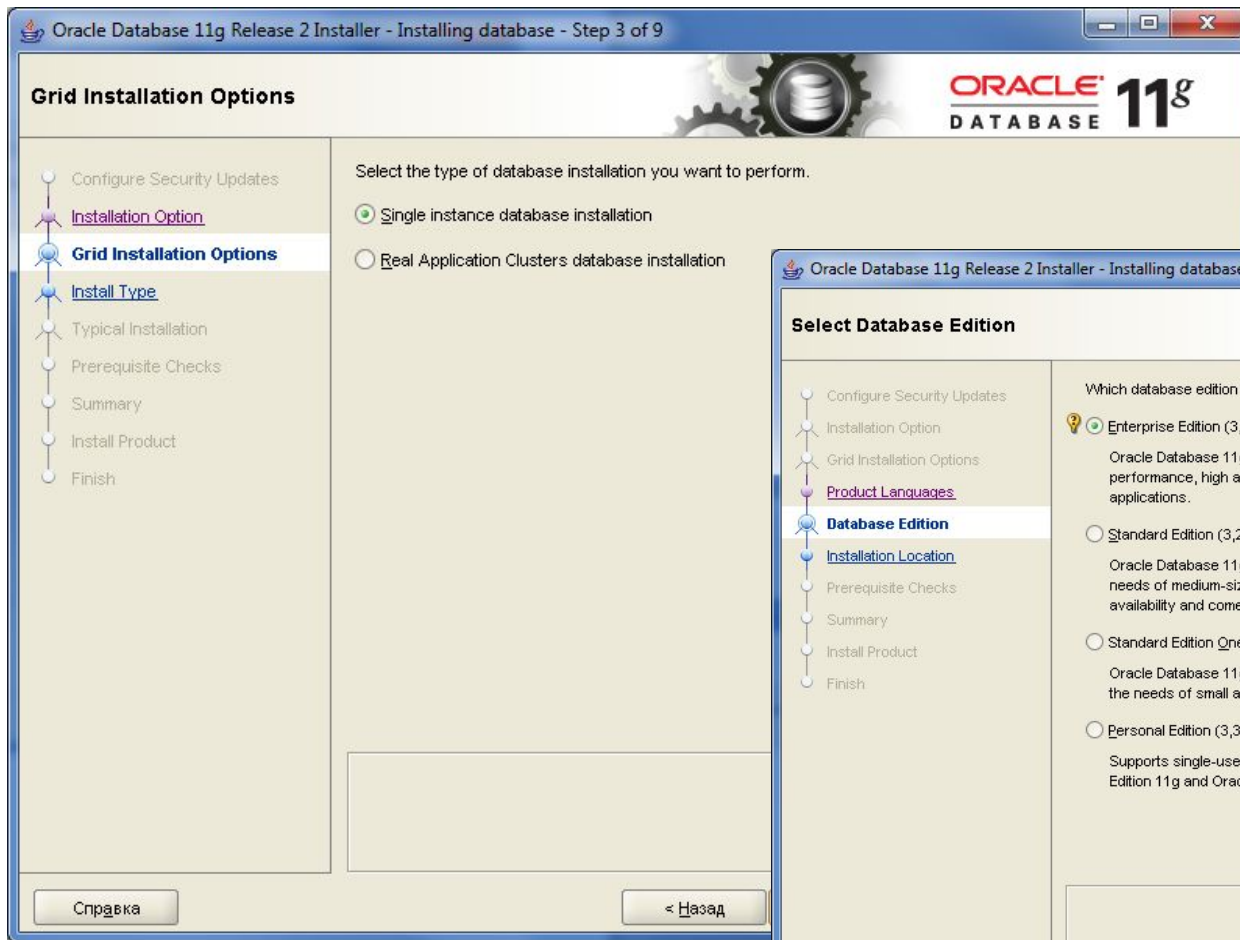 Oracle Database 11g Release 2 Installer - Installing database - Step 3 of 9
Grid Installation Options
ORACLE
DATABASE
11g
Configure Security Updates
Installation Option
Grid Installation Options
Install Type
Typical Installation
Prerequisite Checks
Summary
Install Product
Finish
Select the type of database installation you want to perform.
Single instance database installation
Real Application Clusters database installation
Справка
< Назад
Oracle Database 11g Release 2 Installer - Installing database
Select Database Edition
Configure Security Updates
Installation Option
Grid Installation Options
Product Languages
Database Edition
Installation Location
Prerequisite Checks
Summary
Install Product
Finish
Which database edition
Enterprise Edition (3,
Oracle Database 11g
performance, high a
applications.
Standard Edition (3,2
Oracle Database 11
needs of medium-siz
availability and come
Standard Edition One
Oracle Database 11
the needs of small a
Personal Edition (3,3
Supports single-use
Edition 11g and Orac